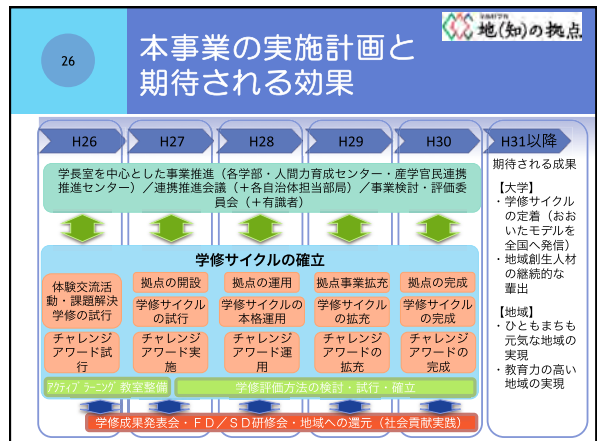 26
本事業の実施計画と
期待される効果
地(知)の拠点
H26
H27
H28
H29
H30
H31以降
学長室を中心とした事業推進（各学部・人間力育成センター・産学官民連携
推進センター）／連携推進会議（＋各自治体担当部局）／事業検討・評価委
員会（＋有識者）
学修サイクルの確立
体験交流活
動・課題解決
学修の試行
チャレンジ
アワード試
行
拠点の開設
学修サイクル
の試行
チャレンジ
アワード実
施
拠点の運用
学修サイクルの
本格運用
チャレンジ
アワード運
用
拠点事業拡充
学修サイクル
の拡充
チャレンジ
アワードの
拡充
拠点の完成
学修サイクル
の完成
チャレンジ
アワードの
完成
ｱｸﾃｨﾌﾞ ﾗｰﾆﾝｸﾞ 教室整備
学修評価方法の検討・試行・確立
学修成果発表会・ＦＤ／ＳＤ研修会・地域への還元（社会貢献実践）
期待される成果
【大学】
・学修サイクル
の定着（おお
いたモデルを
全国へ発信）
・地域創生人材
の継続的な
輩出
【地域】
・ひともまちも
元気な地域の
実現
・教育力の高い
地域の実現